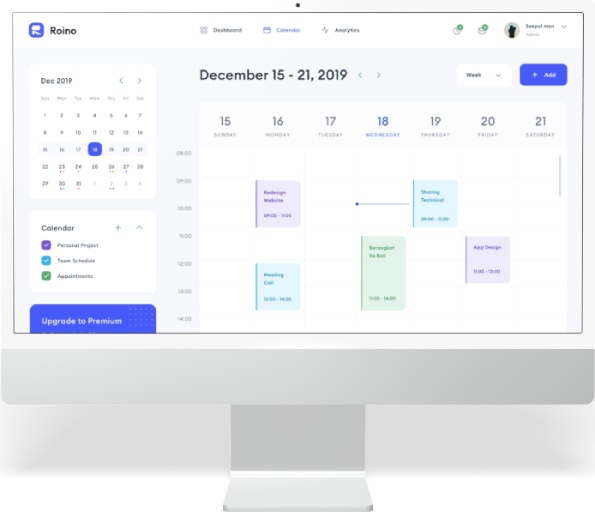 Roino
Dashboard
Calendar
Analytics
Saepul man
Admin
Dec 2019
Sun Mon Tue Wed Thu Fri Sat
1 2 3 4 5 6 7
8 9 10 11 12 13 14
15 16 17 18 19 20 21
22 23 24 25 26 27 28
29 30 31 1 2 3 4
Calendar
Personal Project
Team Schedule
Appointments
Upgrade to Premium
December 15 - 21, 2019
Week
Add
15 16 17 18 19 20 21
SUNDAY MONDAY TUESDAY WEDNESDAY THURSDAY FRIDAY SATURDAY
08:00
09:00
10:00
11:00
12:00
13:00
14:00
Redesign
Website
09:00 - 11:00
Meeting
Call
12:00 - 14:00
Berangkat
Ke Bali
11:00 - 14:00
Sharing
Technical
09:00 - 11:00
App Design
11:00 - 13:00